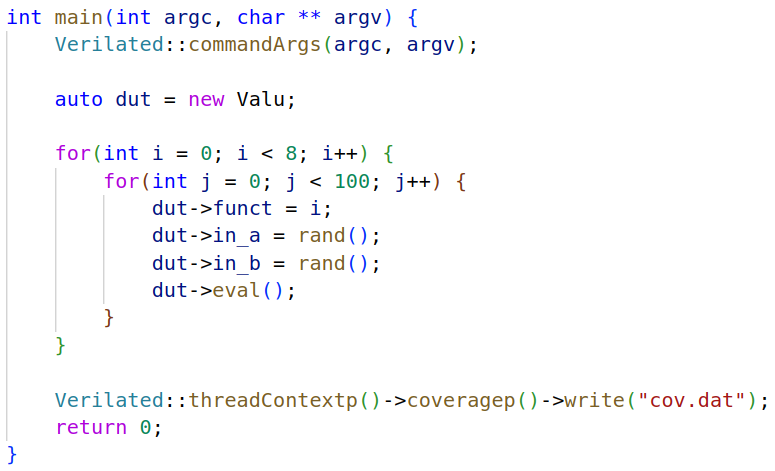 int main(int argc, char ** argv) {
    Verilated::commandArgs(argc, argv);

    auto dut = new Valu;

    for(int i = 0; i < 8; i++) {
        for(int j = 0; j < 100; j++) {
            dut->funct = i;
            dut->in_a = rand();
            dut->in_b = rand();
            dut->eval();
        }
    }

    Verilated::threadContextp()->coveragep()->write("cov.dat");
    return 0;
}